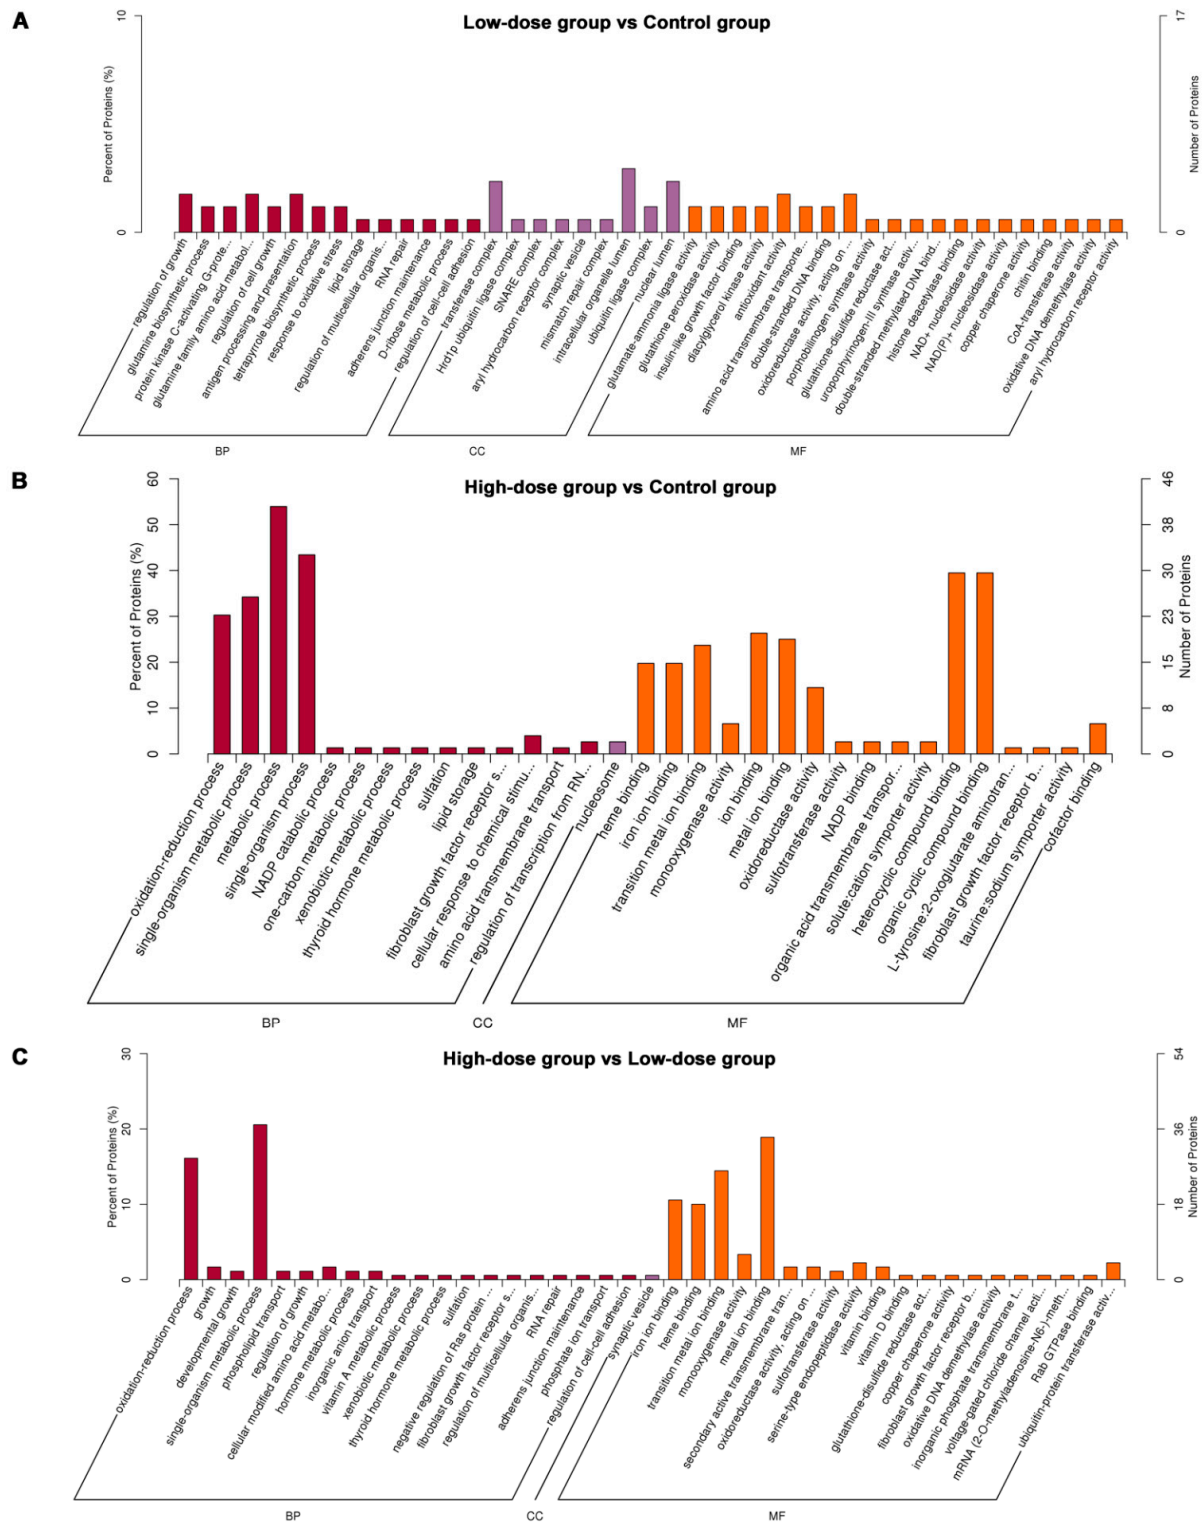 A
Low-dose group vs Control group
Percent of Proteins (%)
10
0
Number of Proteins
17
0
regulation of growth
glutamine biosynthetic process
protein kinase C-activating G-prote...
glutamine family amino acid metabol...
regulation of cell growth
antigen processing and presentation
tetrapyrrole biosynthetic process
response to oxidative stress
lipid storage
regulation of multicellular organis...
RNA repair
adherens junction maintenance
D-ribose metabolic process
regulation of cell-cell adhesion
transferase complex
Hrd1p ubiquitin ligase complex
SNARE complex
aryl hydrocarbon receptor complex
synaptic vesicle
mismatch repair complex
intracellular organelle lumen
ubiquitin ligase complex
nuclear lumen
glutamate-ammonia ligase activity
glutathione peroxidase activity
insulin-like growth factor binding
diacylglycerol kinase activity
antioxidant activity
amino acid transmembrane transporte...
double-stranded DNA binding
oxidoreductase activity, acting on ...
porphobilinogen synthase activity
glutathione-disulfide reductase act...
uroporphyrinogen-III synthase activ...
double-stranded methylated DNA bind...
histone deacetylase binding
NAD+ nucleosidase activity
NAD(P)+ nucleosidase activity
copper chaperone activity
chitin binding
CoA-transferase activity
oxidative DNA demethylase activity
aryl hydrocarbon receptor activity
BP
CC
MF
B
High-dose group vs Control group
Percent of Proteins (%)
60
50
40
30
20
10
0
Number of Proteins
46
38
30
23
15
8
0
oxidation-reduction process
single-organism metabolic process
metabolic process
single-organism process
NADP catabolic process
one-carbon metabolic process
xenobiotic metabolic process
thyroid hormone metabolic process
sulfation
lipid storage
fibroblast growth factor receptor s...
cellular response to chemical stimu...
amino acid transmembrane transport
regulation of transcription from RN...
nucleosome
heme binding
iron ion binding
transition metal ion binding
monooxygenase activity
ion binding
metal ion binding
oxidoreductase activity
sulfotransferase activity
NADP binding
organic acid transmembrane transpor...
solute:cation symporter activity
heterocyclic compound binding
organic cyclic compound binding
L-tyrosine:2-oxoglutarate aminotran...
fibroblast growth factor receptor b...
taurine:sodium symporter activity
cofactor binding
BP
CC
MF
C
High-dose group vs Low-dose group
Percent of Proteins (%)
30
20
10
0
Number of Proteins
54
36
18
0
oxidation-reduction process
growth
developmental growth
single-organism metabolic process
phospholipid transport
regulation of growth
cellular modified amino acid metabo...
hormone metabolic process
inorganic anion transport
vitamin A metabolic process
xenobiotic metabolic process
thyroid hormone metabolic process
sulfation
negative regulation of Ras protein ...
fibroblast growth factor receptor s...
regulation of multicellular organis...
RNA repair
adherens junction maintenance
phosphate ion transport
regulation of cell-cell adhesion
synaptic vesicle
iron ion binding
heme binding
transition metal ion binding
monooxygenase activity
metal ion binding
secondary active transmembrane tran...
oxidoreductase activity, acting on ...
sulfotransferase activity
serine-type endopeptidase activity
vitamin binding
vitamin D binding
glutathione-disulfide reductase act...
copper chaperone activity
fibroblast growth factor receptor b...
oxidative DNA demethylase activity
inorganic phosphate transmembrane t...
voltage-gated chloride channel acti...
mRNA (2-O-methyladenosine-N6-)-meth...
Rab GTPase binding
ubiquitin-protein transferase activ...
BP
CC
MF